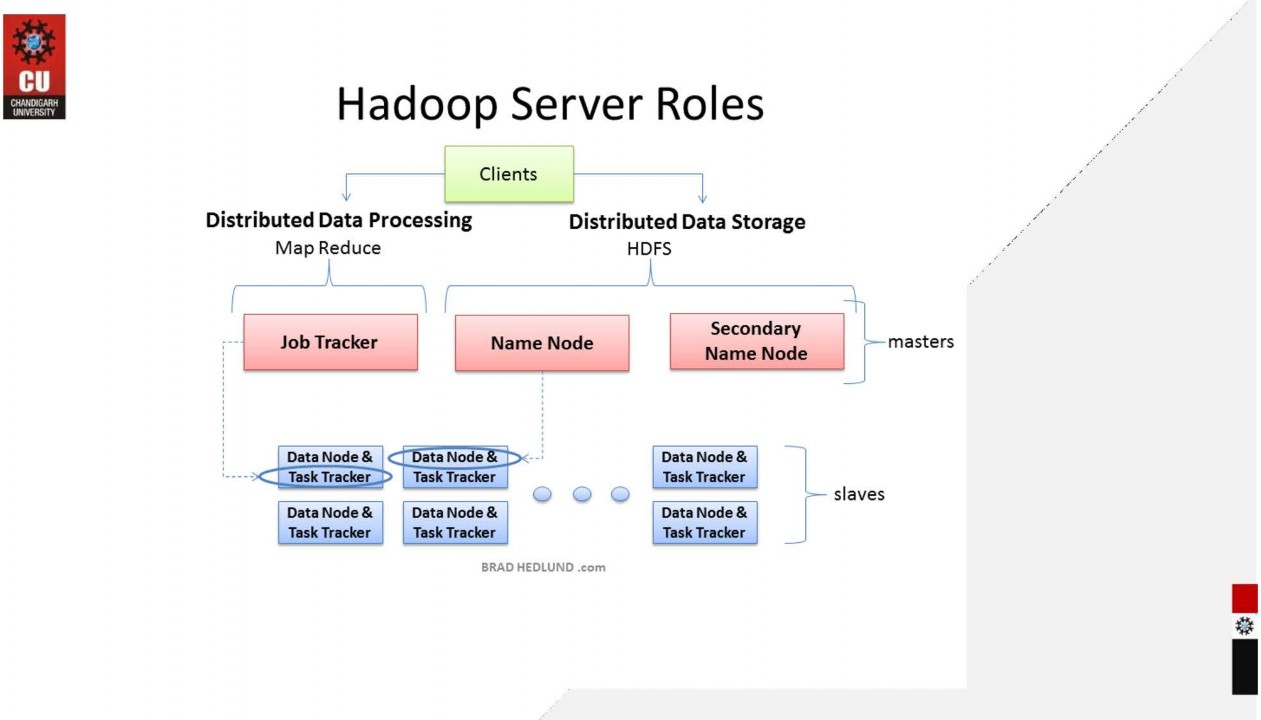 CU
CHANDIGARH
UNIVERSITY
Hadoop Server Roles
Clients
Distributed Data Processing
Map Reduce
Distributed Data Storage
HDFS
Job Tracker
Name Node
Secondary
Name Node
masters
Data Node &
Task Tracker
Data Node &
Task Tracker
Data Node &
Task Tracker
Data Node &
Task Tracker
Data Node &
Task Tracker
Data Node &
Task Tracker
slaves
BRAD HEDLUND .com